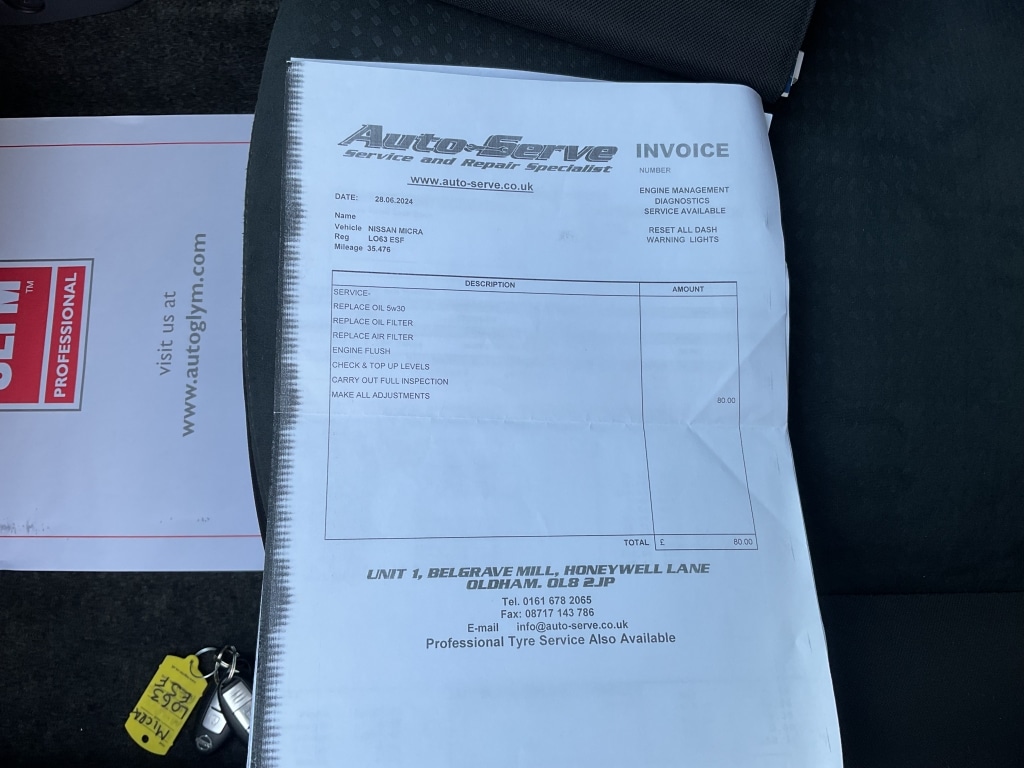 Auto-Serve
Service and Repair Specialist
www.auto-serve.co.uk
INVOICE
NUMBER
ENGINE MANAGEMENT
DIAGNOSTICS
SERVICE AVAILABLE
RESET ALL DASH
WARNING LIGHTS
DATE: 28.06.2024
Name
Vehicle NISSAN MICRA
Reg LO63 ESF
Mileage 35,476
DESCRIPTION AMOUNT
SERVICE-
REPLACE OIL 5w30
REPLACE OIL FILTER
REPLACE AIR FILTER
ENGINE FLUSH
CHECK & TOP UP LEVELS
CARRY OUT FULL INSPECTION
MAKE ALL ADJUSTMENTS 80.00
TOTAL £ 80.00
UNIT 1, BELGRAVE MILL, HONEYWELL LANE
OLDHAM. OL8 2JP
Tel. 0161 678 2065
Fax: 08717 143 786
E-mail info@auto-serve.co.uk
Professional Tyre Service Also Available
PROFESSIONAL
TM
visit us at
www.autoglym.com
MICRA
LO63
ESF